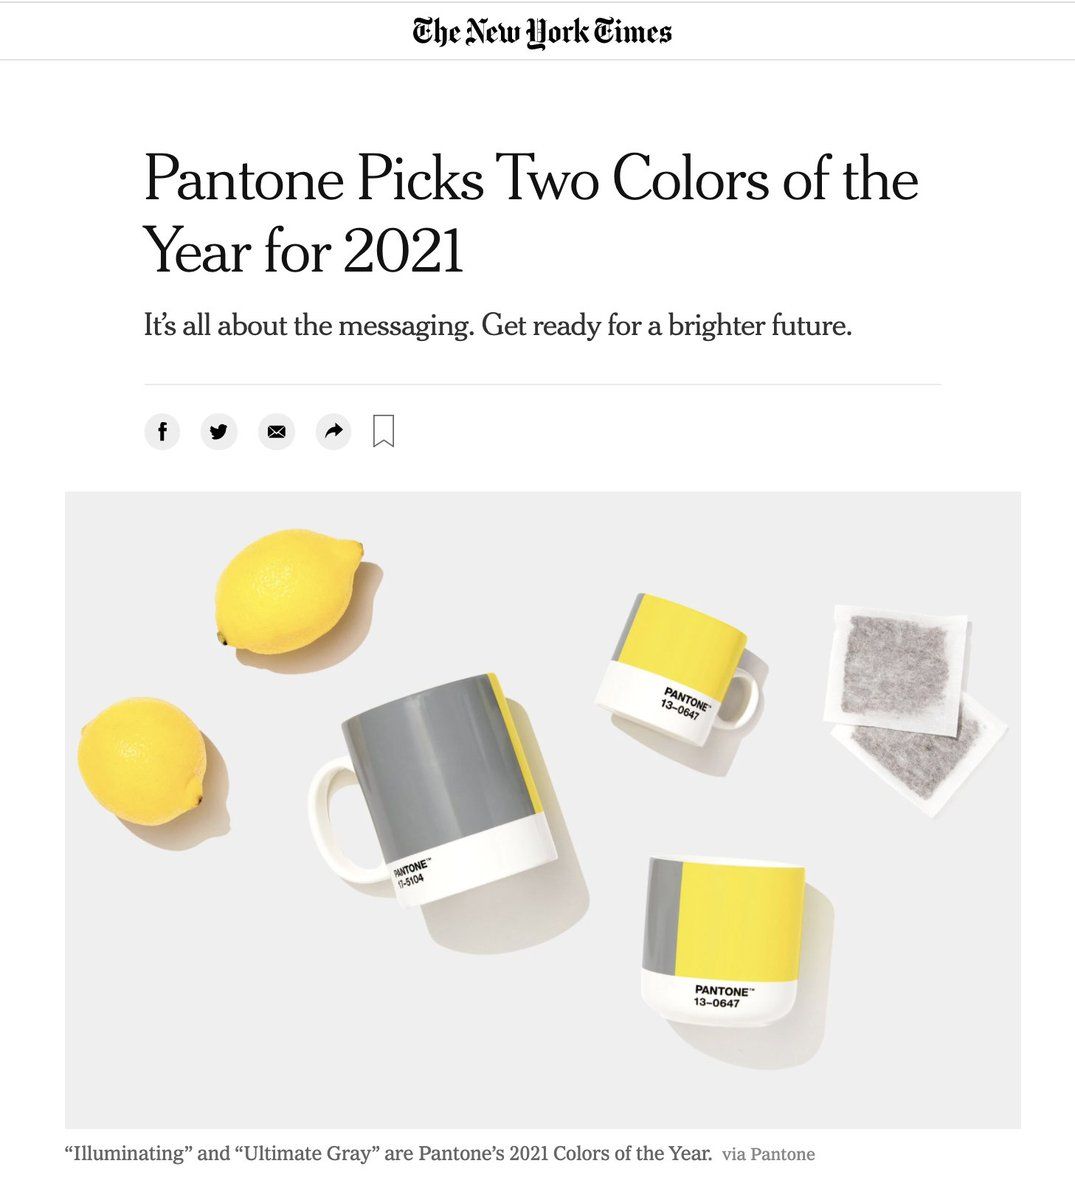 The New York Times
Pantone Picks Two Colors of the
Year for 2021
It’s all about the messaging. Get ready for a brighter future.
PANTONE™
13–0647
PANTONE™
17–5104
PANTONE™
13–0647
“Illuminating” and “Ultimate Gray” are Pantone’s 2021 Colors of the Year. via Pantone